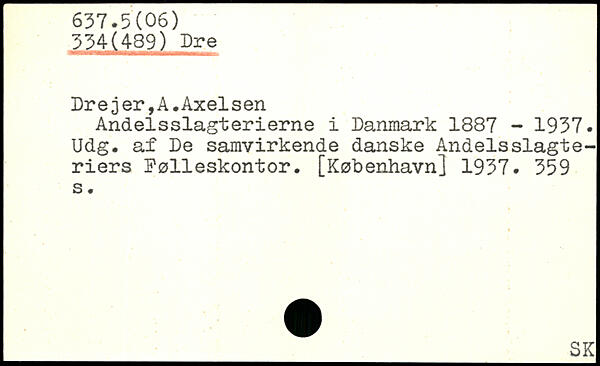 637.5(06)
334(489) Dre
Drejer,A.Axelsen
Andelsslagterierne i Danmark 1887 - 1937.
Udg. af De samvirkende danske Andelsslagte-
riers Følleskontor. [København] 1937. 359
s.
SK